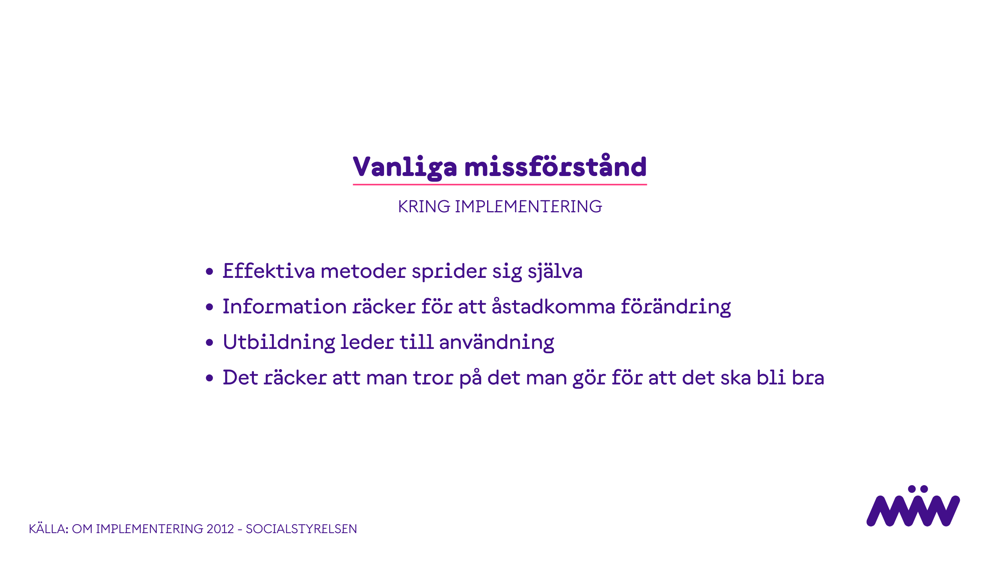 Vanliga missförstånd
KRING IMPLEMENTERING
• Effektiva metoder sprider sig själva
• Information räcker för att åstadkomma förändring
• Utbildning leder till användning
• Det räcker att man tror på det man gör för att det ska bli bra
KÄLLA: OM IMPLEMENTERING 2012 - SOCIALSTYRELSEN